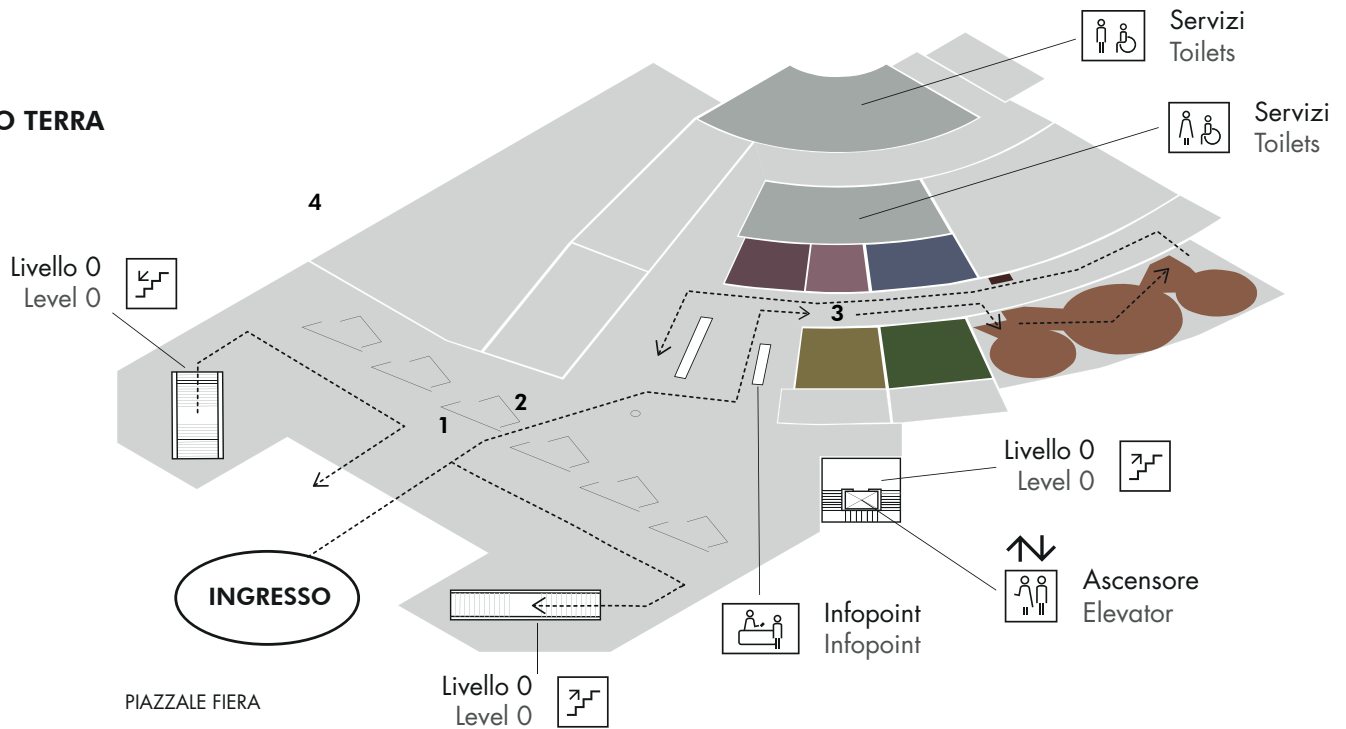 Servizi
Toilets
O TERRA
Servizi
Toilets
4
Livello 0
Level 0
3
2
1
Livello 0
Level 0
Ascensore
Elevator
INGRESSO
Infopoint
Infopoint
Livello 0
Level 0
PIAZZALE FIERA